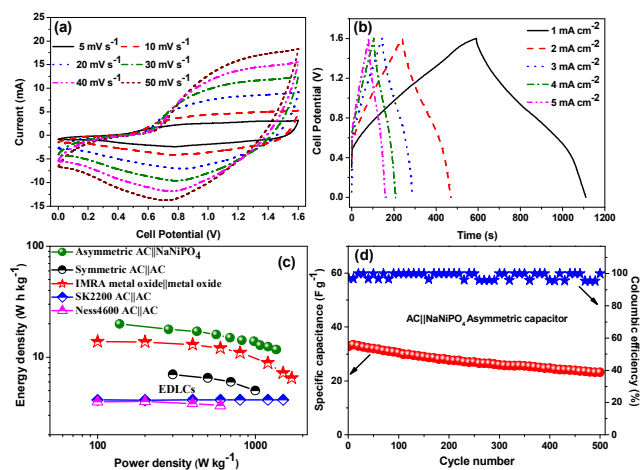 (a)
5 mV s-1
10 mV s-1
20 mV s-1
30 mV s-1
40 mV s-1
50 mV s-1
25
20
15
10
5
0
-5
-10
-15
Current (mA)
0.0 0.2 0.4 0.6 0.8 1.0 1.2 1.4 1.6
Cell Potential (V)
(b)
1 mA cm-2
2 mA cm-2
3 mA cm-2
4 mA cm-2
5 mA cm-2
1.6
1.2
0.8
0.4
0.0
Cell Potential (V)
0 200 400 600 800 1000 1200
Time (s)
(c)
Asymmetric AC||NaNiPO4
Symmetric AC||AC
IMRA metal oxide||metal oxide
SK2200 AC||AC
Ness4600 AC||AC
EDLCs
100
10
Energy density (W h kg-1)
100 1000
Power density (W kg-1)
(d)
AC||NaNiPO4 Asymmetric capacitor
60
50
40
30
20
10
0
Specific capacitance (F g-1)
100
80
60
40
20
0
Coloumbic efficiency (%)
0 100 200 300 400 500
Cycle number